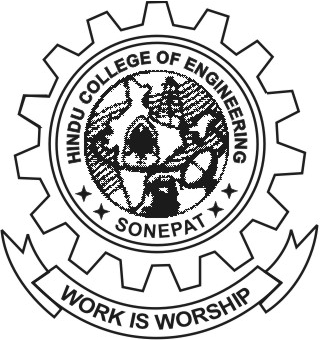 HINDU COLLEGE OF ENGINEERING
SONEPAT
WORK IS WORSHIP